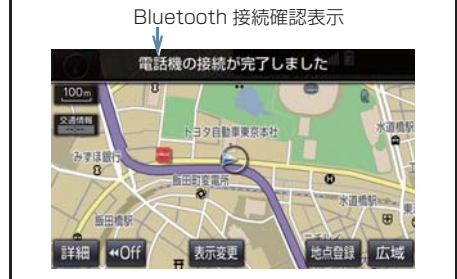 Bluetooth 接続確認表示
電話機の接続が完了しました
100m
交通情報
--:--
トヨタ自動車東京本社
水道橋駅
みずほ銀行
飯田町変電所
水道橋駅
飯田橋駅
詳細
◀◀Off
表示変更
地点登録
広域